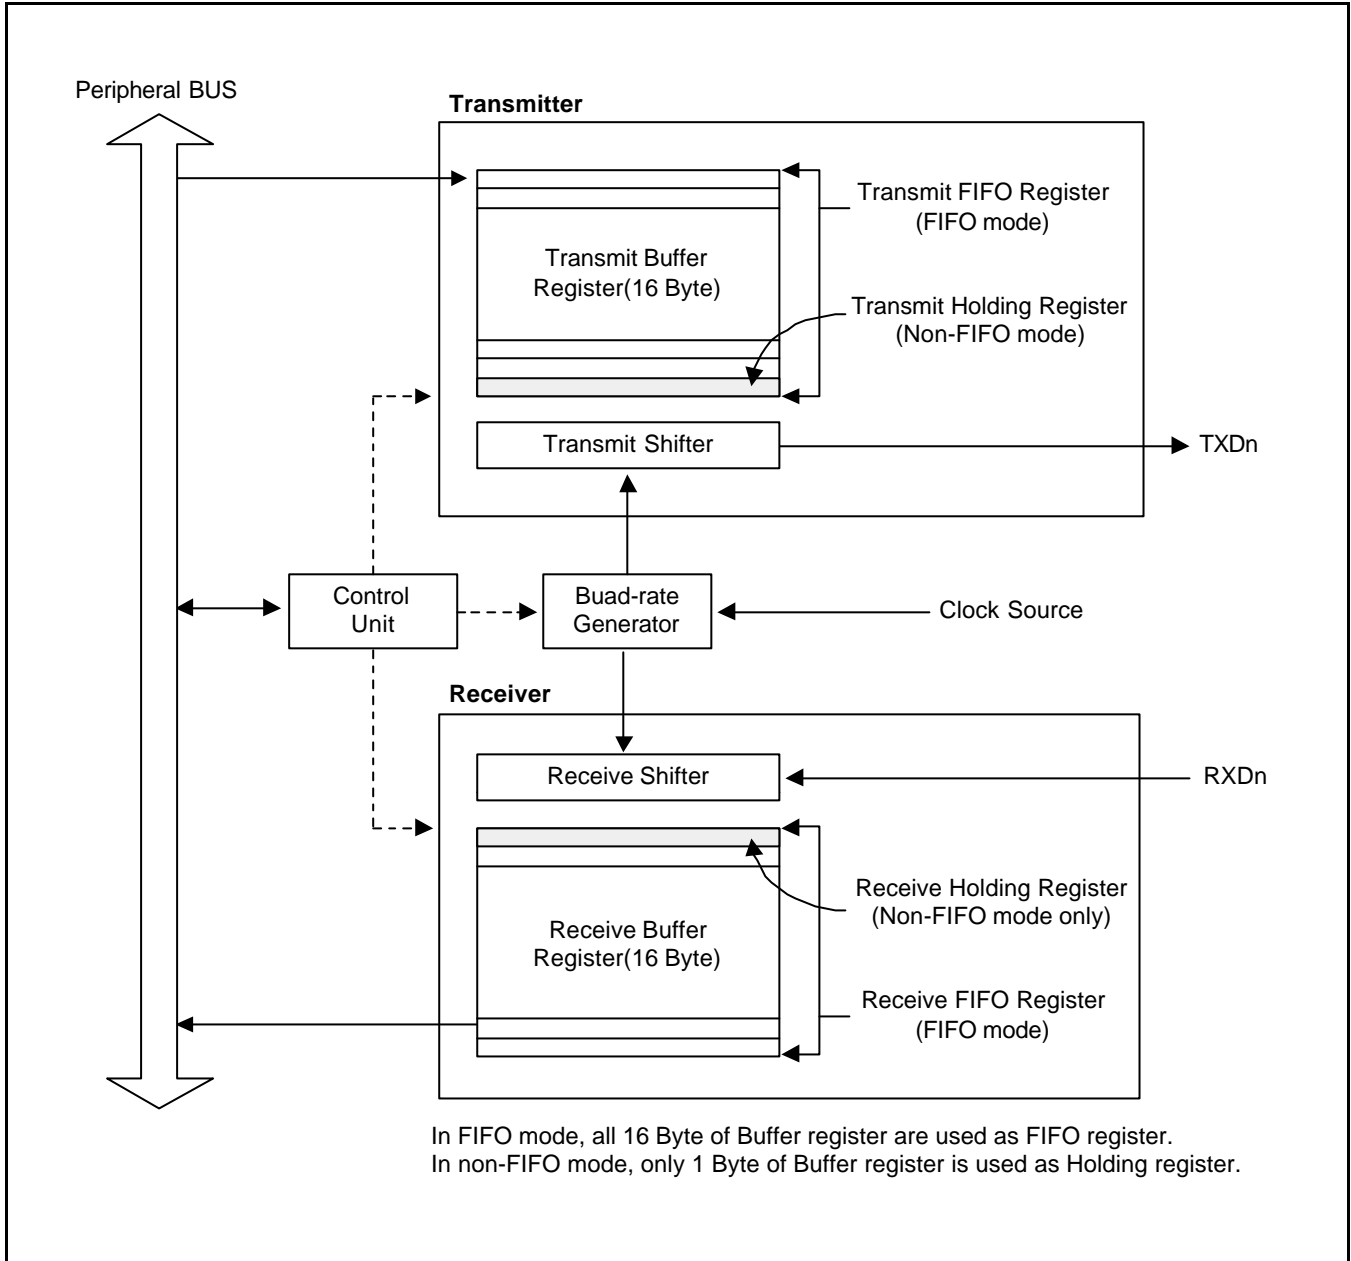 Peripheral BUS
Transmitter
Transmit FIFO Register
(FIFO mode)
Transmit Buffer
Register(16 Byte)
Transmit Holding Register
(Non-FIFO mode)
Transmit Shifter
TXDn
Control
Unit
Buad-rate
Generator
Clock Source
Receiver
Receive Shifter
RXDn
Receive Holding Register
(Non-FIFO mode only)
Receive Buffer
Register(16 Byte)
Receive FIFO Register
(FIFO mode)
In FIFO mode, all 16 Byte of Buffer register are used as FIFO register.
In non-FIFO mode, only 1 Byte of Buffer register is used as Holding register.